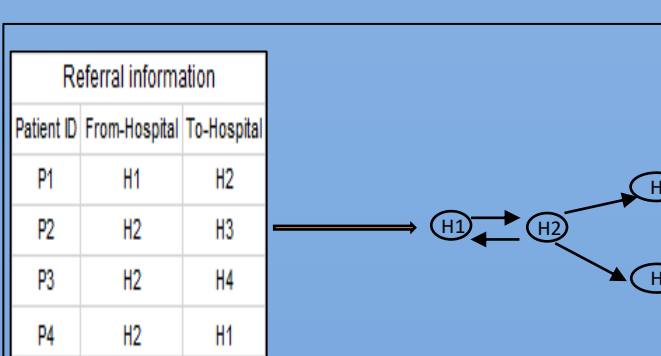 Referral information
Patient ID From-Hospital To-Hospital
P1 H1 H2
P2 H2 H3
P3 H2 H4
P4 H2 H1
H1 H2
H
H